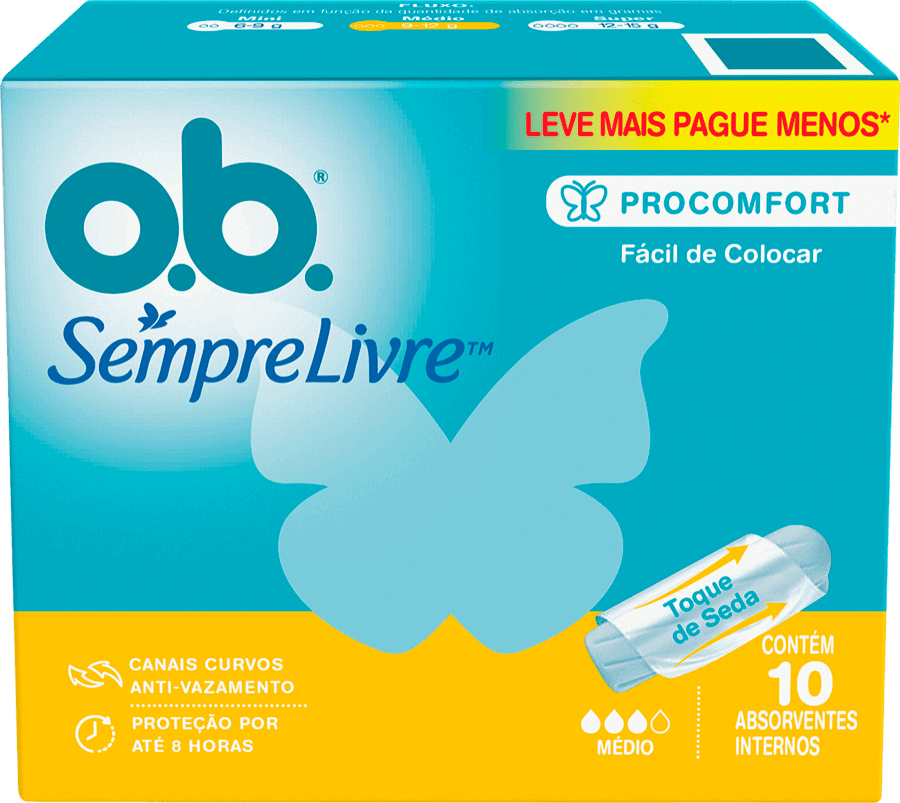 FLUXO:
Definidos em função da quantidade de absorção em gramas
Mini Médio Super
6-9 g 9-12 g 12-15 g
LEVE MAIS PAGUE MENOS*
o.b.®
SempreLivre™
PROCOMFORT
Fácil de Colocar
Toque
de Seda
CANAIS CURVOS
ANTI-VAZAMENTO
PROTEÇÃO POR
ATÉ 8 HORAS
MÉDIO
CONTÉM
10
ABSORVENTES
INTERNOS